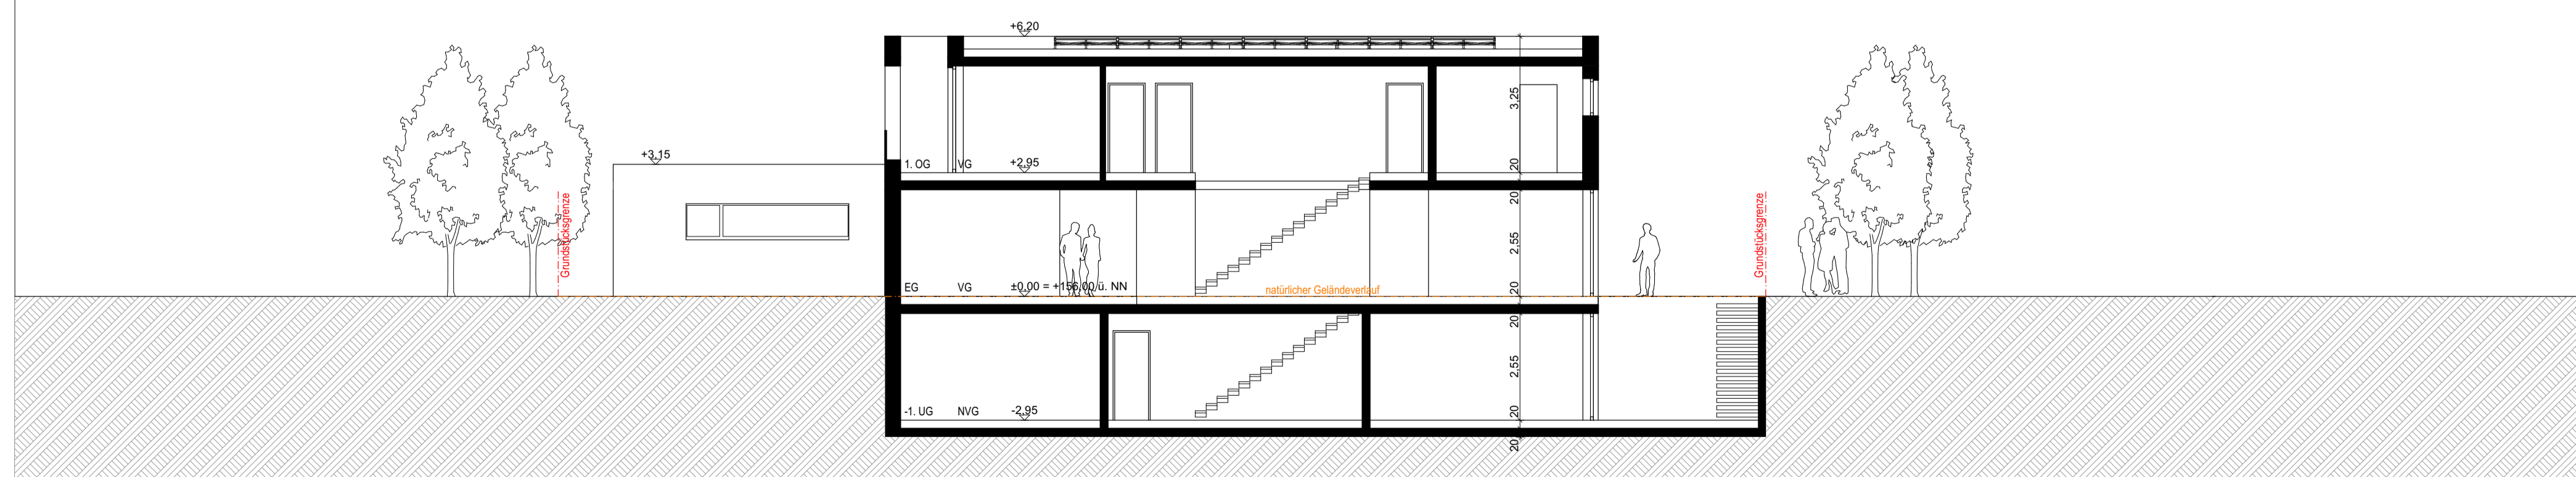 +6,20
3,25
+3,15
1. OG VG +2,95
20
Grundstücksgrenze
Grundstücksgrenze
20
2,55
EG VG ±0,00 = +156,00 ü. NN
natürlicher Geländeverlauf
20
20
2,55
-1. UG NVG -2,95
20
20